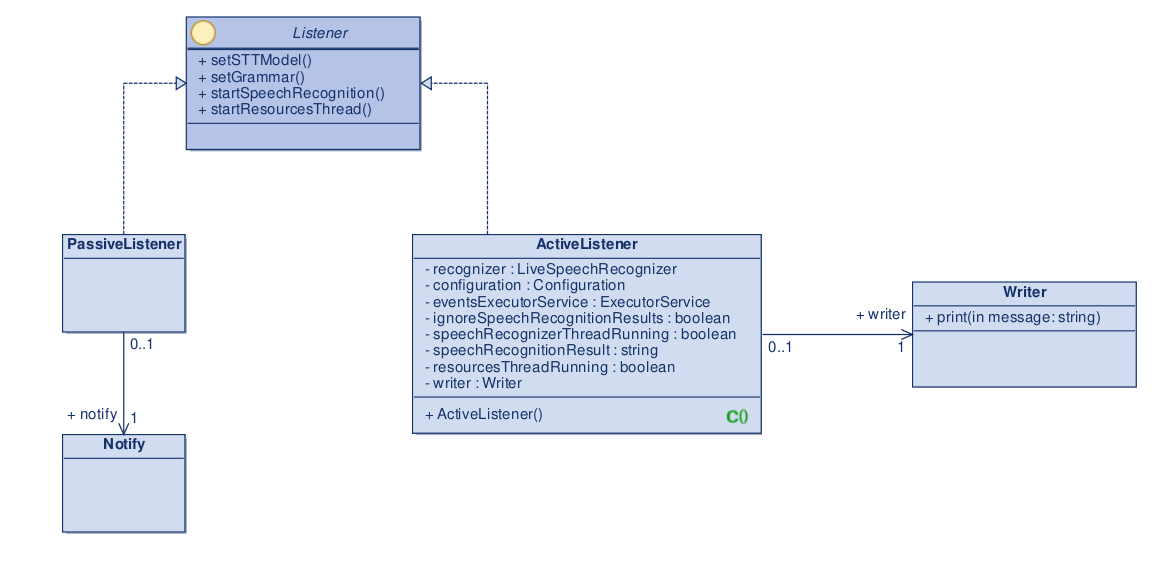 Listener
+ setSTTModel()
+ setGrammar()
+ startSpeechRecognition()
+ startResourcesThread()
PassiveListener
0..1
+ notify
1
Notify
ActiveListener
- recognizer : LiveSpeechRecognizer
- configuration : Configuration
- eventsExecutorService : ExecutorService
- ignoreSpeechRecognitionResults : boolean
- speechRecognizerThreadRunning : boolean
- speechRecognitionResult : string
- resourcesThreadRunning : boolean
- writer : Writer
+ ActiveListener()
C()
0..1
+ writer
1
Writer
+ print(in message: string)